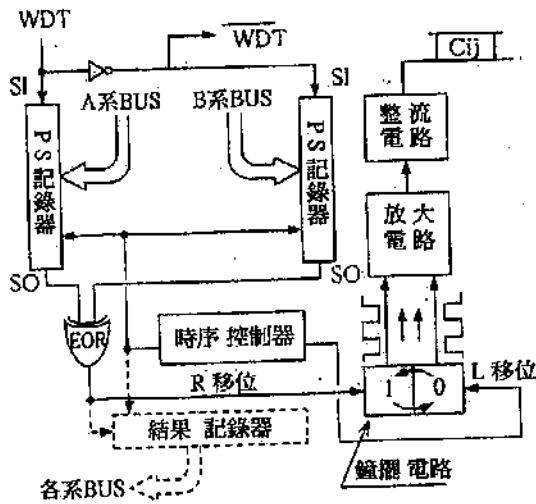 WDT
WDT
Cij
SI
SI
A系BUS
B系BUS
PS記錄器
PS記錄器
整流
電路
放大
電路
SO
SO
EOR
時序 控制器
R 移位
L 移位
1 0
結果 記錄器
鐘擺 電路
各系BUS